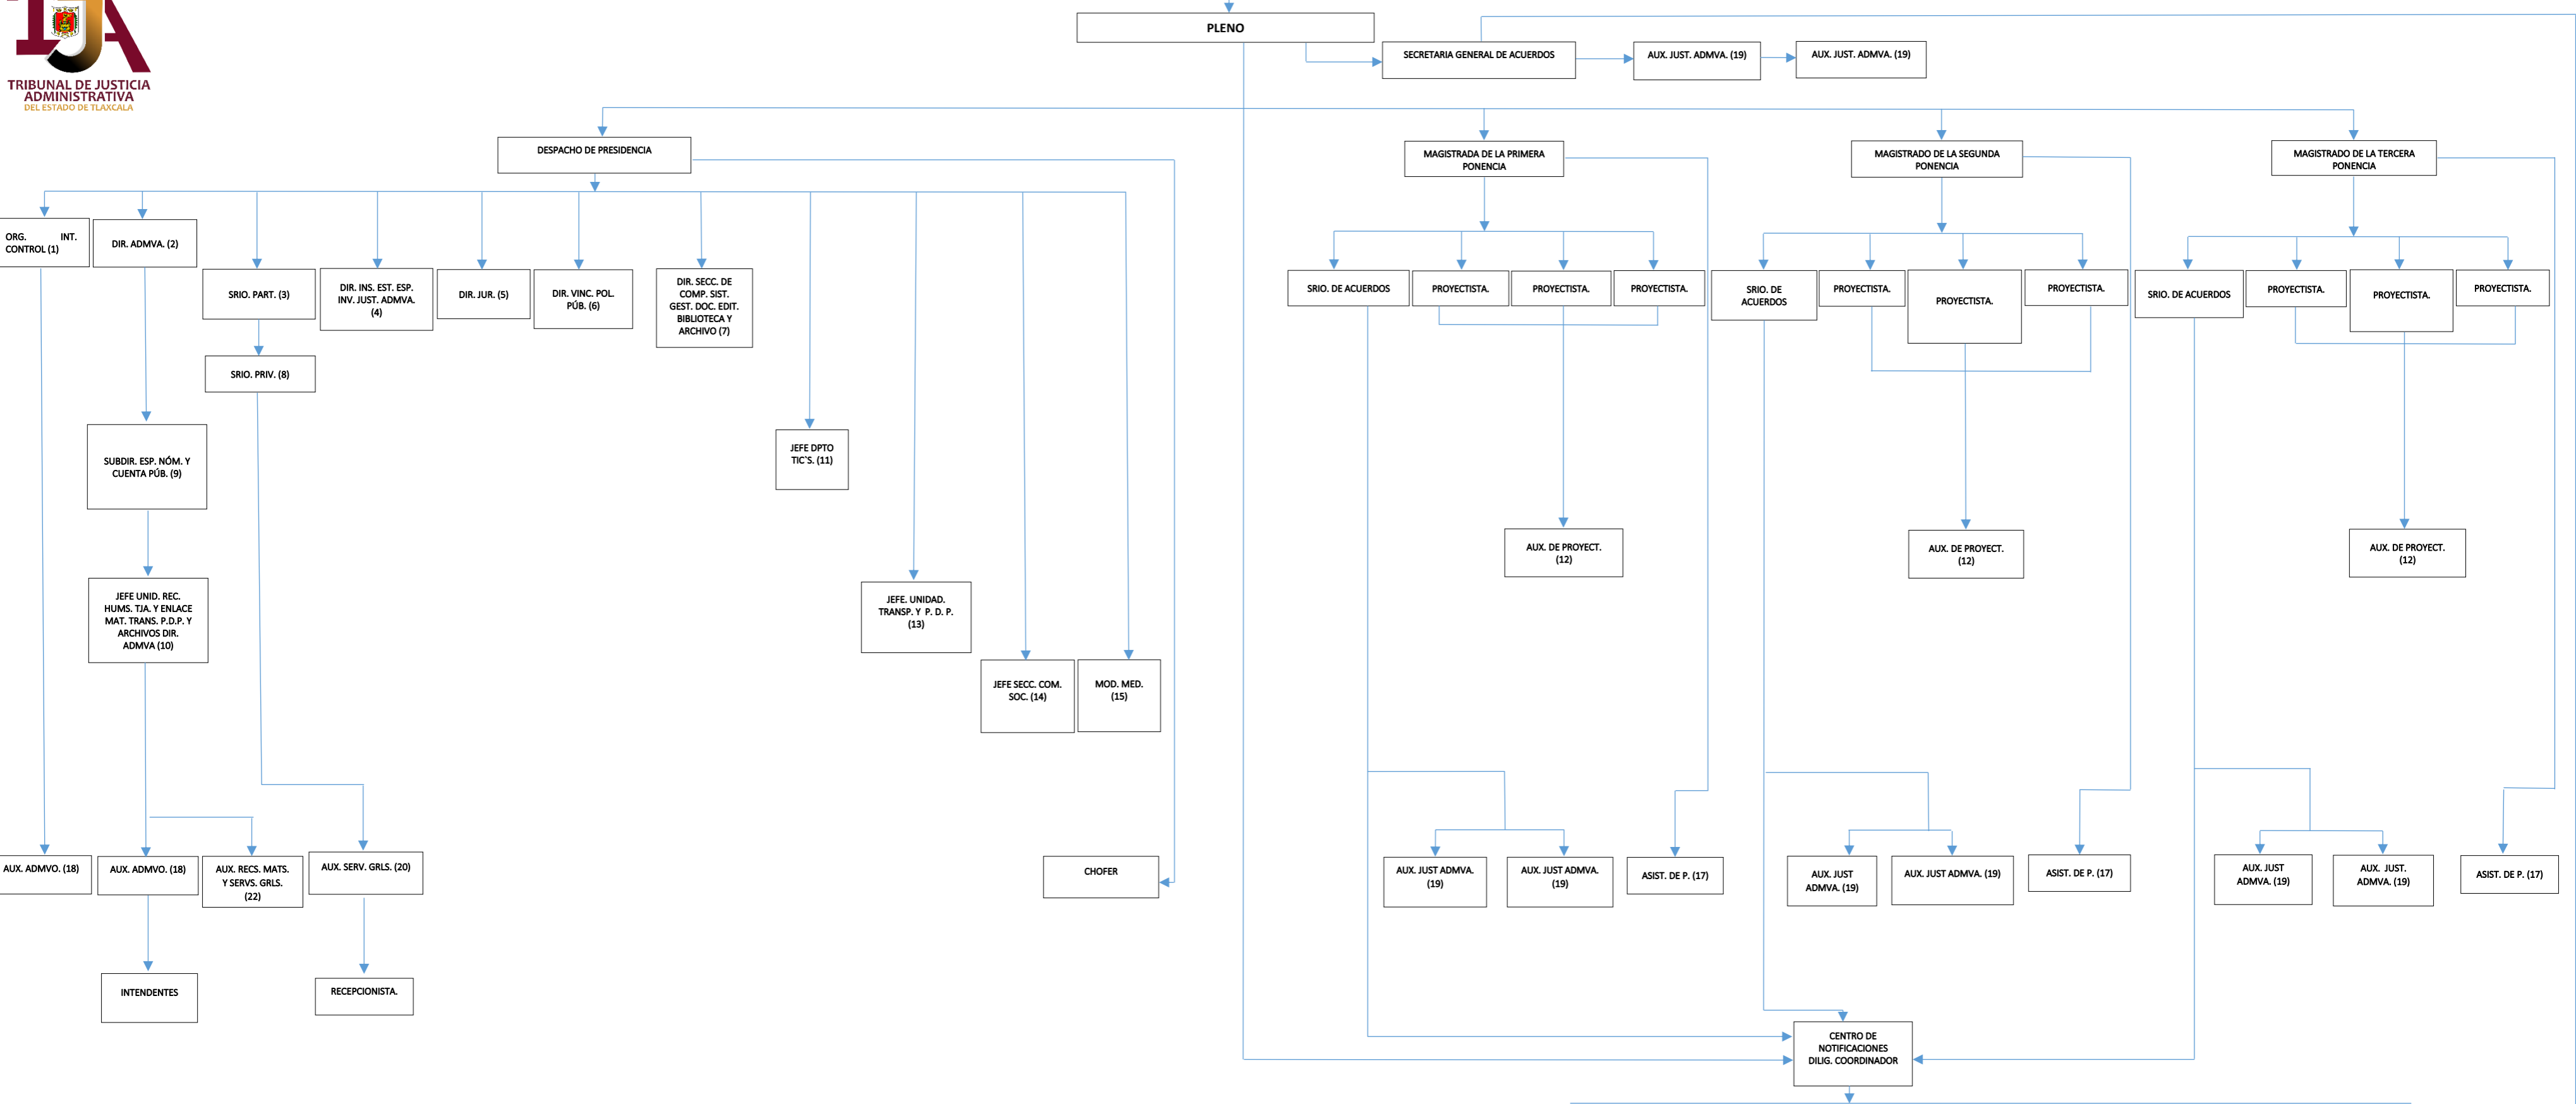 TJA
TRIBUNAL DE JUSTICIA
ADMINISTRATIVA
DEL ESTADO DE TLAXCALA
PLENO
SECRETARIA GENERAL DE ACUERDOS
AUX. JUST. ADMVA. (19)
AUX. JUST. ADMVA. (19)
DESPACHO DE PRESIDENCIA
MAGISTRADA DE LA PRIMERA
PONENCIA
MAGISTRADO DE LA SEGUNDA
PONENCIA
MAGISTRADO DE LA TERCERA
PONENCIA
ORG. INT.
CONTROL (1)
DIR. ADMVA. (2)
SRIO. PART. (3)
DIR. INS. EST. ESP.
INV. JUST. ADMVA.
(4)
DIR. JUR. (5)
DIR. VINC. POL.
PÚB. (6)
DIR. SECC. DE
COMP. SIST.
GEST. DOC. EDIT.
BIBLIOTECA Y
ARCHIVO (7)
SRIO. DE ACUERDOS
PROYECTISTA.
PROYECTISTA.
PROYECTISTA.
SRIO. DE
ACUERDOS
PROYECTISTA.
PROYECTISTA.
PROYECTISTA.
SRIO. DE ACUERDOS
PROYECTISTA.
PROYECTISTA.
PROYECTISTA.
SRIO. PRIV. (8)
SUBDIR. ESP. NÓM. Y
CUENTA PÚB. (9)
JEFE DPTO
TIC`S. (11)
AUX. DE PROYECT.
(12)
AUX. DE PROYECT.
(12)
AUX. DE PROYECT.
(12)
JEFE UNID. REC.
HUMS. TJA. Y ENLACE
MAT. TRANS. P.D.P. Y
ARCHIVOS DIR.
ADMVA (10)
JEFE. UNIDAD.
TRANSP. Y P. D. P.
(13)
JEFE SECC. COM.
SOC. (14)
MOD. MED.
(15)
AUX. ADMVO. (18)
AUX. ADMVO. (18)
AUX. RECS. MATS.
Y SERVS. GRLS.
(22)
AUX. SERV. GRLS. (20)
CHOFER
AUX. JUST ADMVA.
(19)
AUX. JUST ADMVA.
(19)
ASIST. DE P. (17)
AUX. JUST
ADMVA. (19)
AUX. JUST ADMVA. (19)
ASIST. DE P. (17)
AUX. JUST
ADMVA. (19)
AUX. JUST.
ADMVA. (19)
ASIST. DE P. (17)
INTENDENTES
RECEPCIONISTA.
CENTRO DE
NOTIFICACIONES
DILIG. COORDINADOR